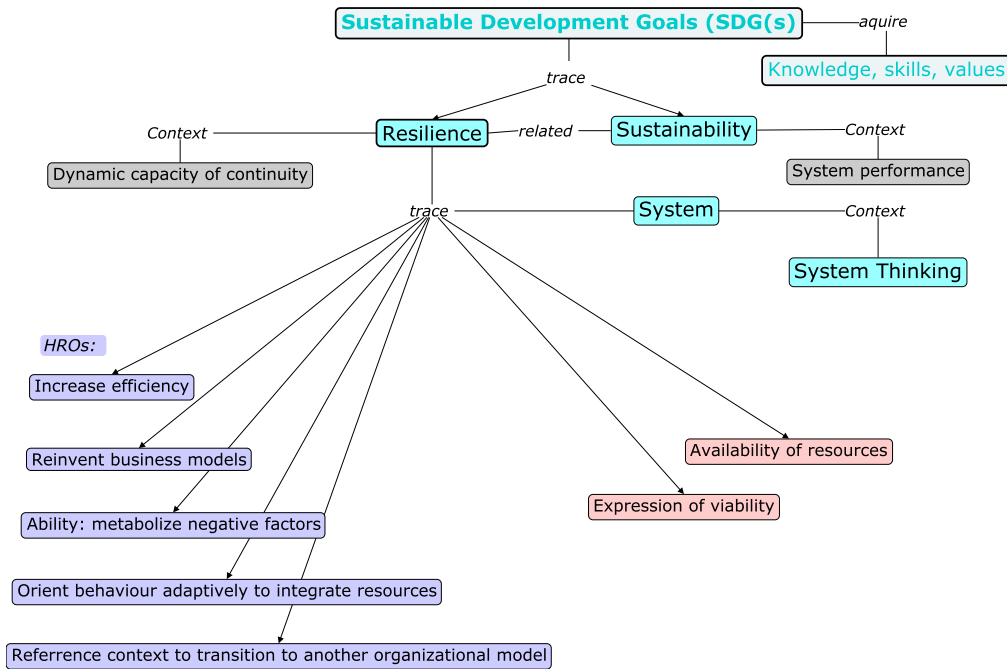 Sustainable Development Goals (SDG(s)
aquire
Knowledge, skills, values
trace
Context
Resilience
related
Sustainability
Context
Dynamic capacity of continuity
System performance
trace
System
Context
System Thinking
HROs:
Increase efficiency
Reinvent business models
Availability of resources
Expression of viability
Ability: metabolize negative factors
Orient behaviour adaptively to integrate resources
Referrence context to transition to another organizational model